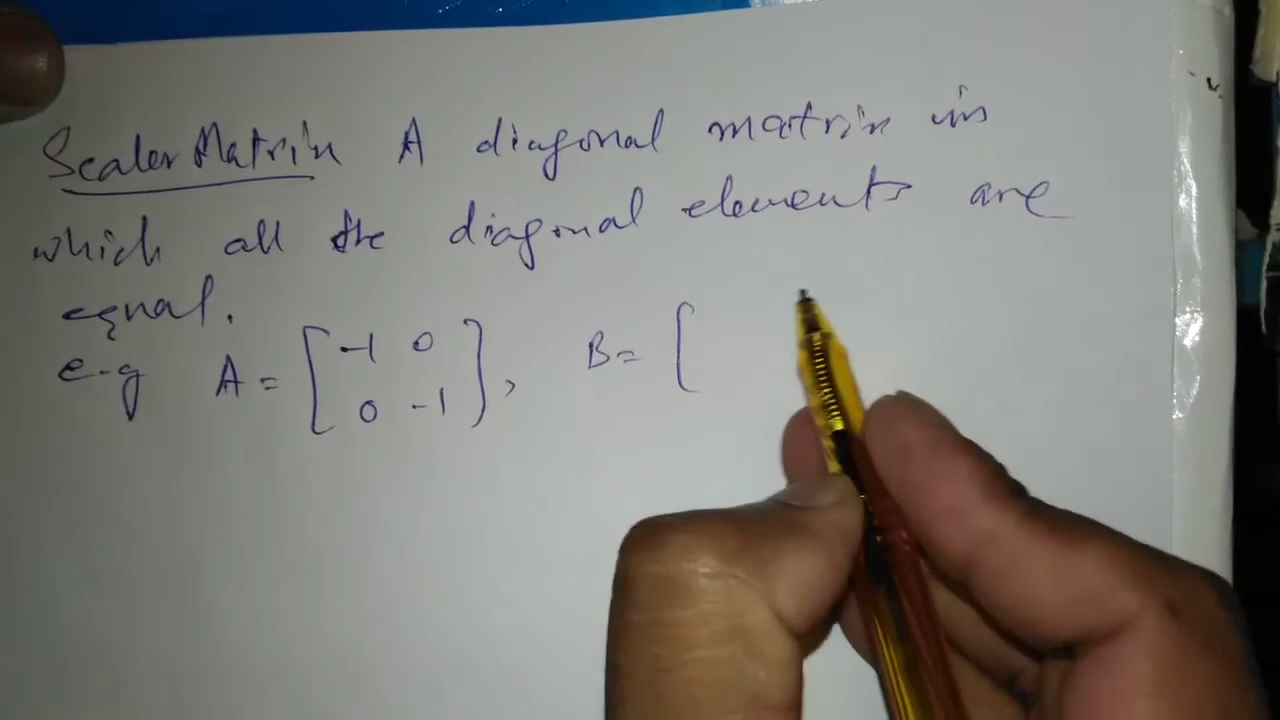 Scaler Matrix A diagonal matrix in
which all the diagonal elements are
equal.
e.g A = [ -1 0
0 -1 ], B = [